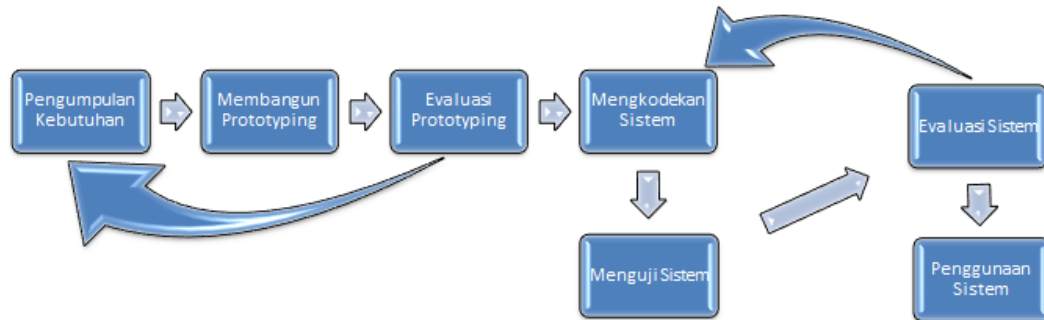 Pengumpulan
Kebutuhan
Membangun
Prototyping
Evaluasi
Prototyping
Mengkodekan
Sistem
Evaluasi Sistem
Menguji Sistem
Penggunaan
Sistem